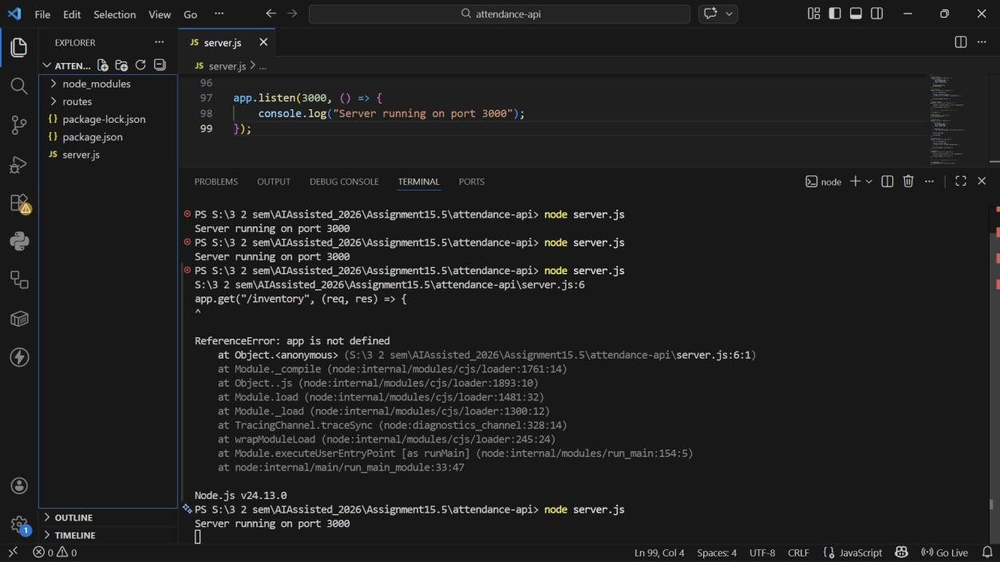 File Edit Selection View Go ···
attendance-api
EXPLORER ···
ATTEN...
node_modules
routes
{} package-lock.json
{} package.json
JS server.js
OUTLINE
TIMELINE
1
JS server.js
JS server.js > ...
96
97 app.listen(3000, () => {
98 console.log("Server running on port 3000");
99 });
PROBLEMS OUTPUT DEBUG CONSOLE TERMINAL PORTS
node
PS S:\3 2 sem\AIAssisted_2026\Assignment15.5\attendance-api> node server.js
Server running on port 3000
PS S:\3 2 sem\AIAssisted_2026\Assignment15.5\attendance-api> node server.js
Server running on port 3000
PS S:\3 2 sem\AIAssisted_2026\Assignment15.5\attendance-api> node server.js
S:\3 2 sem\AIAssisted_2026\Assignment15.5\attendance-api\server.js:6
app.get("/inventory", (req, res) => {
^
ReferenceError: app is not defined
at Object.<anonymous> (S:\3 2 sem\AIAssisted_2026\Assignment15.5\attendance-api\server.js:6:1)
at Module._compile (node:internal/modules/cjs/loader:1761:14)
at Object..js (node:internal/modules/cjs/loader:1893:10)
at Module.load (node:internal/modules/cjs/loader:1481:32)
at Module._load (node:internal/modules/cjs/loader:1300:12)
at TracingChannel.traceSync (node:diagnostics_channel:328:14)
at wrapModuleLoad (node:internal/modules/cjs/loader:245:24)
at Module.executeUserEntryPoint [as runMain] (node:internal/modules/run_main:154:5)
at node:internal/main/run_main_module:33:47
Node.js v24.13.0
PS S:\3 2 sem\AIAssisted_2026\Assignment15.5\attendance-api> node server.js
Server running on port 3000
0 0 Ln 99, Col 4 Spaces: 4 UTF-8 CRLF {} JavaScript Go Live